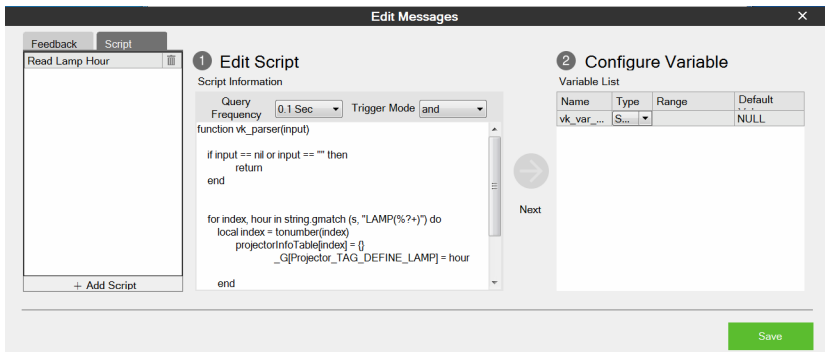 Edit Messages
Feedback Script
Read Lamp Hour
+ Add Script
1 Edit Script
Script Information
Query Frequency 0.1 Sec Trigger Mode and
function vk_parser(input)
if input == nil or input == "" then
return
end
for index, hour in string.gmatch (s, "LAMP(%?+)") do
local index = tonumber(index)
projectorInfoTable[index] = {}
_G[Projector_TAG_DEFINE_LAMP] = hour
end
Next
2 Configure Variable
Variable List
Name Type Range Default
vk_var_... S... NULL
Save